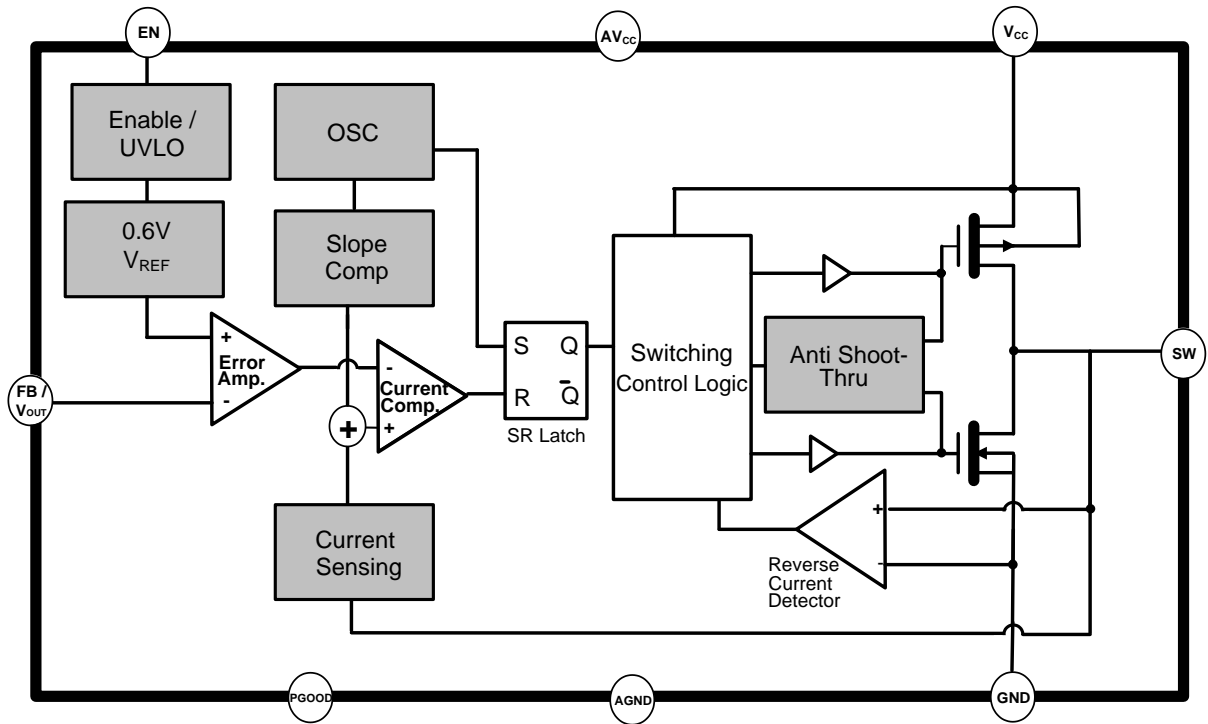 EN
AVCC
VCC
Enable /
UVLO
OSC
0.6V
VREF
Slope
Comp
+
Error
Amp.
-
FB /
VOUT
-
Current
Comp.
+
+
S Q
R Q̅
SR Latch
Switching
Control Logic
Anti Shoot-
Thru
SW
Current
Sensing
+
-
Reverse
Current
Detector
PGOOD
AGND
GND